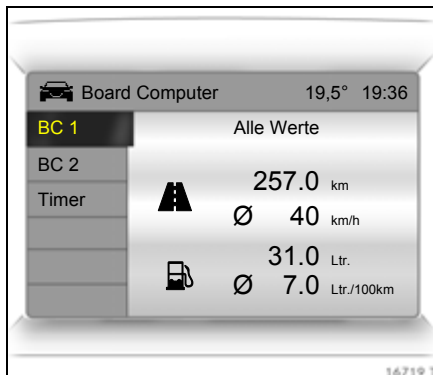 Board Computer 19,5° 19:36
BC 1
BC 2
Timer
Alle Werte
257.0 km
Ø 40 km/h
31.0 Ltr.
Ø 7.0 Ltr./100km
16719 T